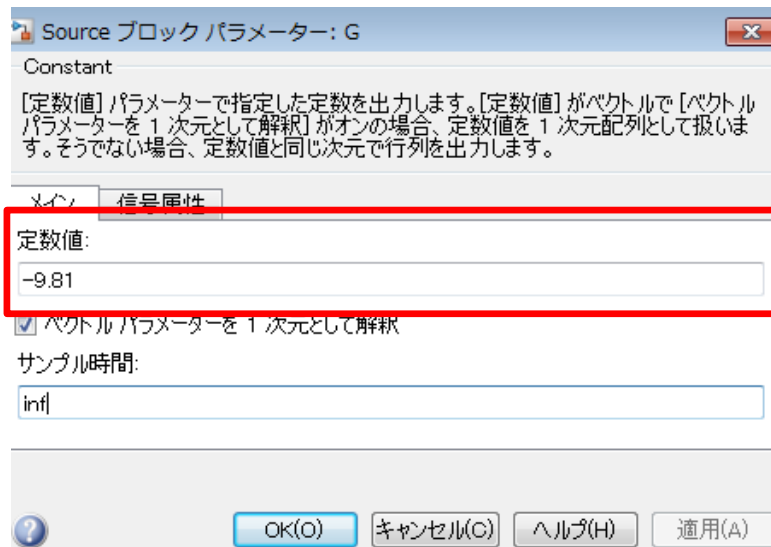 Source ブロック パラメーター: G
Constant
[定数値] パラメーターで指定した定数を出力します。[定数値] がベクトルで [ベクトル
パラメーターを 1 次元として解釈] がオンの場合、定数値を 1 次元配列として扱いま
す。そうでない場合、定数値と同じ次元で行列を出力します。
メイン 信号属性
定数値:
-9.81
ベクトル パラメーターを 1 次元として解釈
サンプル時間:
inf
OK(O) キャンセル(C) ヘルプ(H) 適用(A)